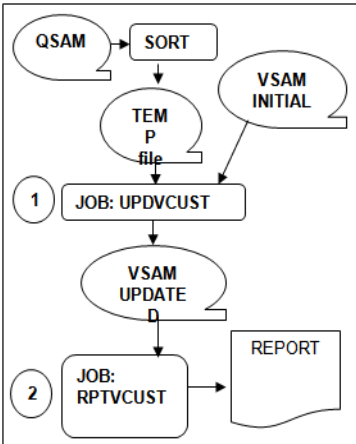 QSAM
SORT
VSAM
INITIAL
TEM
P
file
1
JOB: UPDVCUST
VSAM
UPDATE
D
REPORT
2
JOB:
RPTVCUST